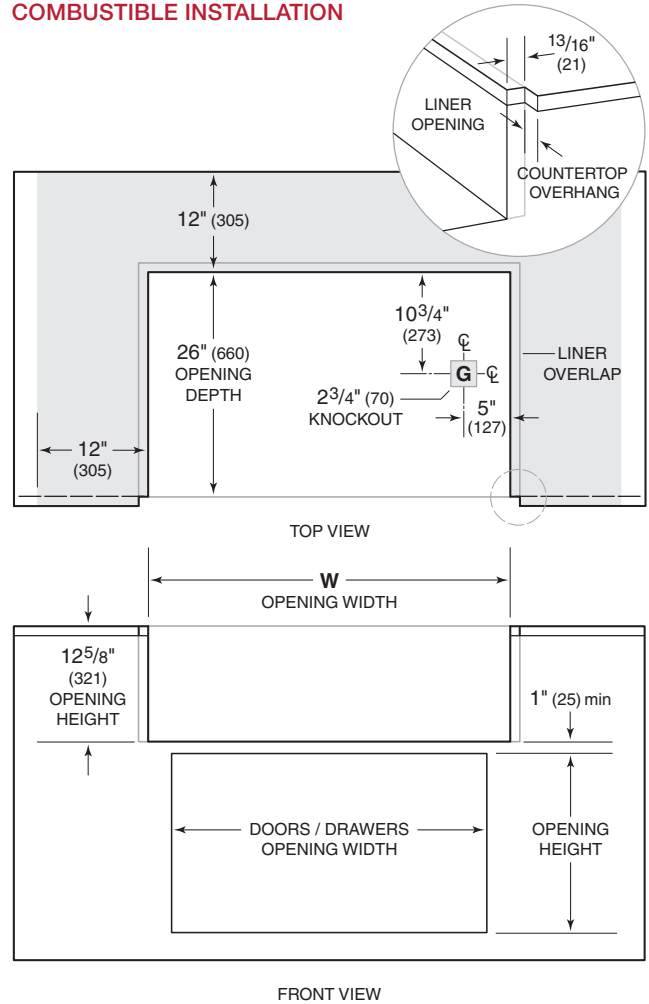 COMBUSTIBLE INSTALLATION
13/16"
(21)
LINER
OPENING
COUNTERTOP
OVERHANG
12" (305)
26" (660)
OPENING
DEPTH
10 3/4"
(273)
℄
G
℄
2 3/4" (70)
KNOCKOUT
5"
(127)
LINER
OVERLAP
12"
(305)
TOP VIEW
W
OPENING WIDTH
12 5/8"
(321)
OPENING
HEIGHT
1" (25) min
DOORS / DRAWERS
OPENING WIDTH
OPENING
HEIGHT
FRONT VIEW